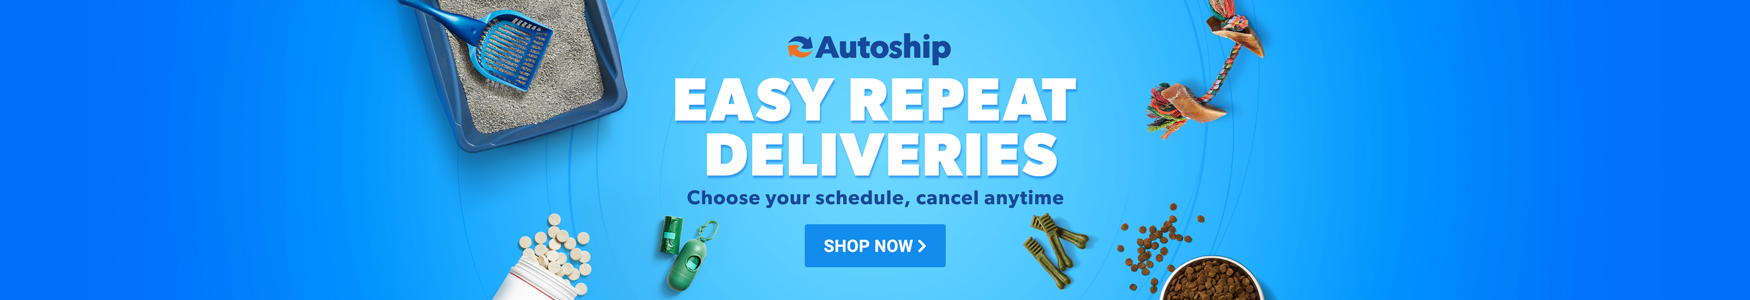 Autoship
EASY REPEAT
DELIVERIES
Choose your schedule, cancel anytime
SHOP NOW >